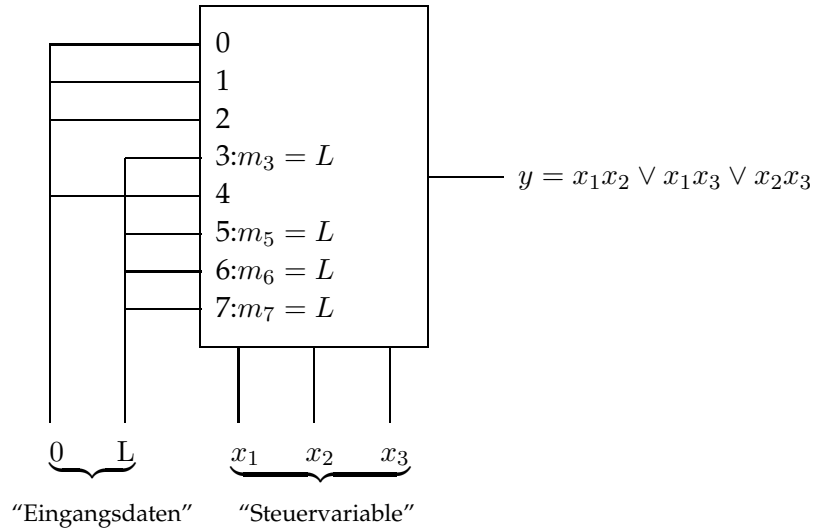 0
1
2
3:m₃ = L
4
5:m₅ = L
6:m₆ = L
7:m₇ = L
y = x₁x₂ ∨ x₁x₃ ∨ x₂x₃
0 L x₁ x₂ x₃
“Eingangsdaten” “Steuervariable”